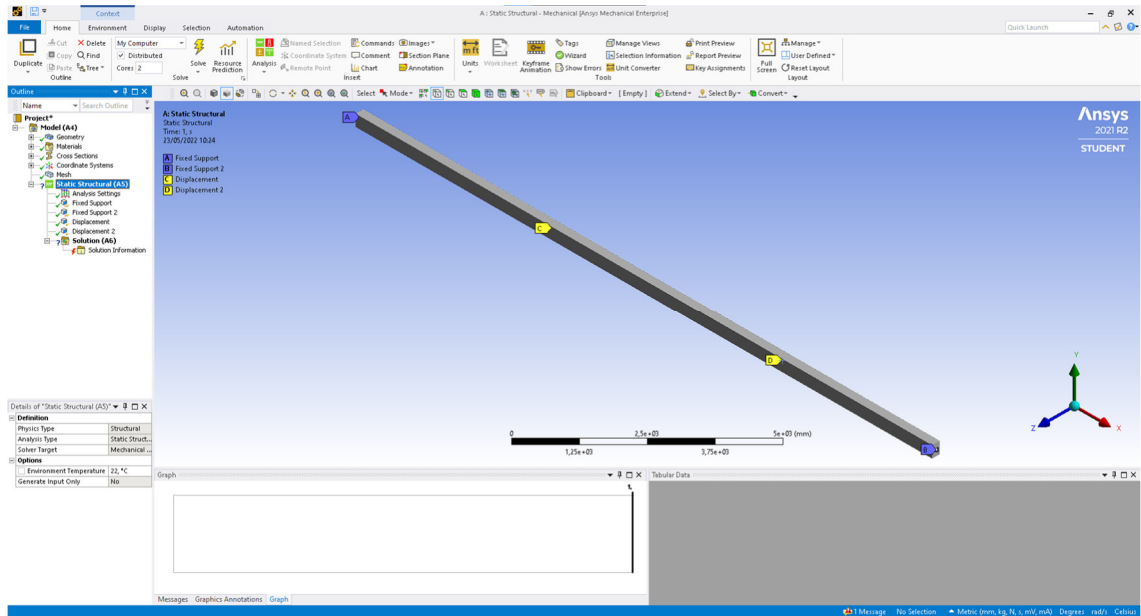 A : Static Structural - Mechanical [Ansys Mechanical Enterprise]
Context
File Home Environment Display Selection Automation
Quick Launch
Duplicate
Cut
Copy
Paste
Delete
Find
Tree
Outline
My Computer
Distributed
Cores 2
Solve
Resource Prediction
Solve
Analysis
Named Selection
Coordinate System
Remote Point
Commands
Comment
Chart
Images
Section Plane
Annotation
Insert
Units
Worksheet
Keyframe Animation
Tags
Wizard
Show Errors
Manage Views
Selection Information
Unit Converter
Print Preview
Report Preview
Key Assignments
Tools
Full Screen
Manage
User Defined
Reset Layout
Layout
Select Mode Clipboard [Empty] Extend Select By Convert
Outline
Name Search Outline
Project*
Model (A4)
Geometry
Materials
Cross Sections
Coordinate Systems
Mesh
Static Structural (A5)
Analysis Settings
Fixed Support
Fixed Support 2
Displacement
Displacement 2
Solution (A6)
Solution Information
A: Static Structural
Static Structural
Time: 1, s
23/05/2022 10:24
A Fixed Support
B Fixed Support 2
C Displacement
D Displacement 2
A
C
D
B
Ansys
2021 R2
STUDENT
Y
Z
X
0 2,5e+03 5e+03 (mm)
1,25e+03 3,75e+03
Details of "Static Structural (A5)"
Definition
Physics Type Structural
Analysis Type Static Struct...
Solver Target Mechanical ...
Options
Environment Temperature 22, °C
Generate Input Only No
Graph
1,
Messages Graphics Annotations Graph
Tabular Data
1 Message No Selection Metric (mm, kg, N, s, mV, mA) Degrees rad/s Celsius